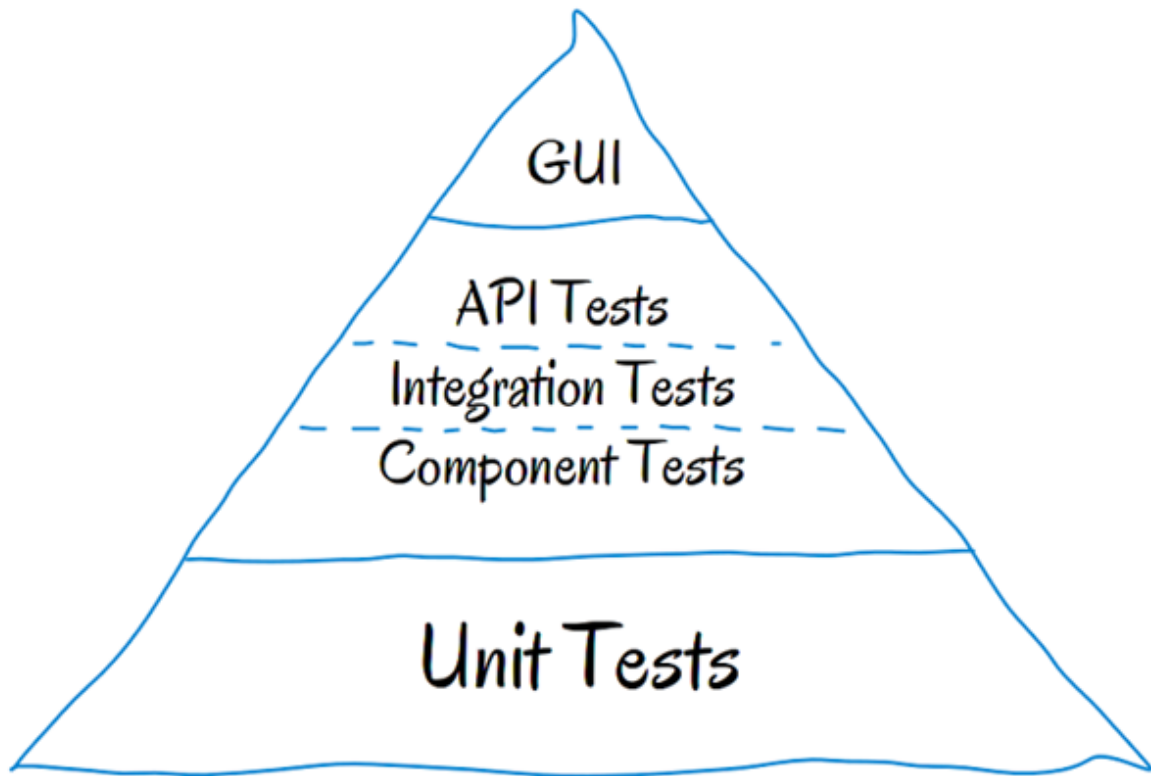 GUI
API Tests
Integration Tests
Component Tests
Unit Tests